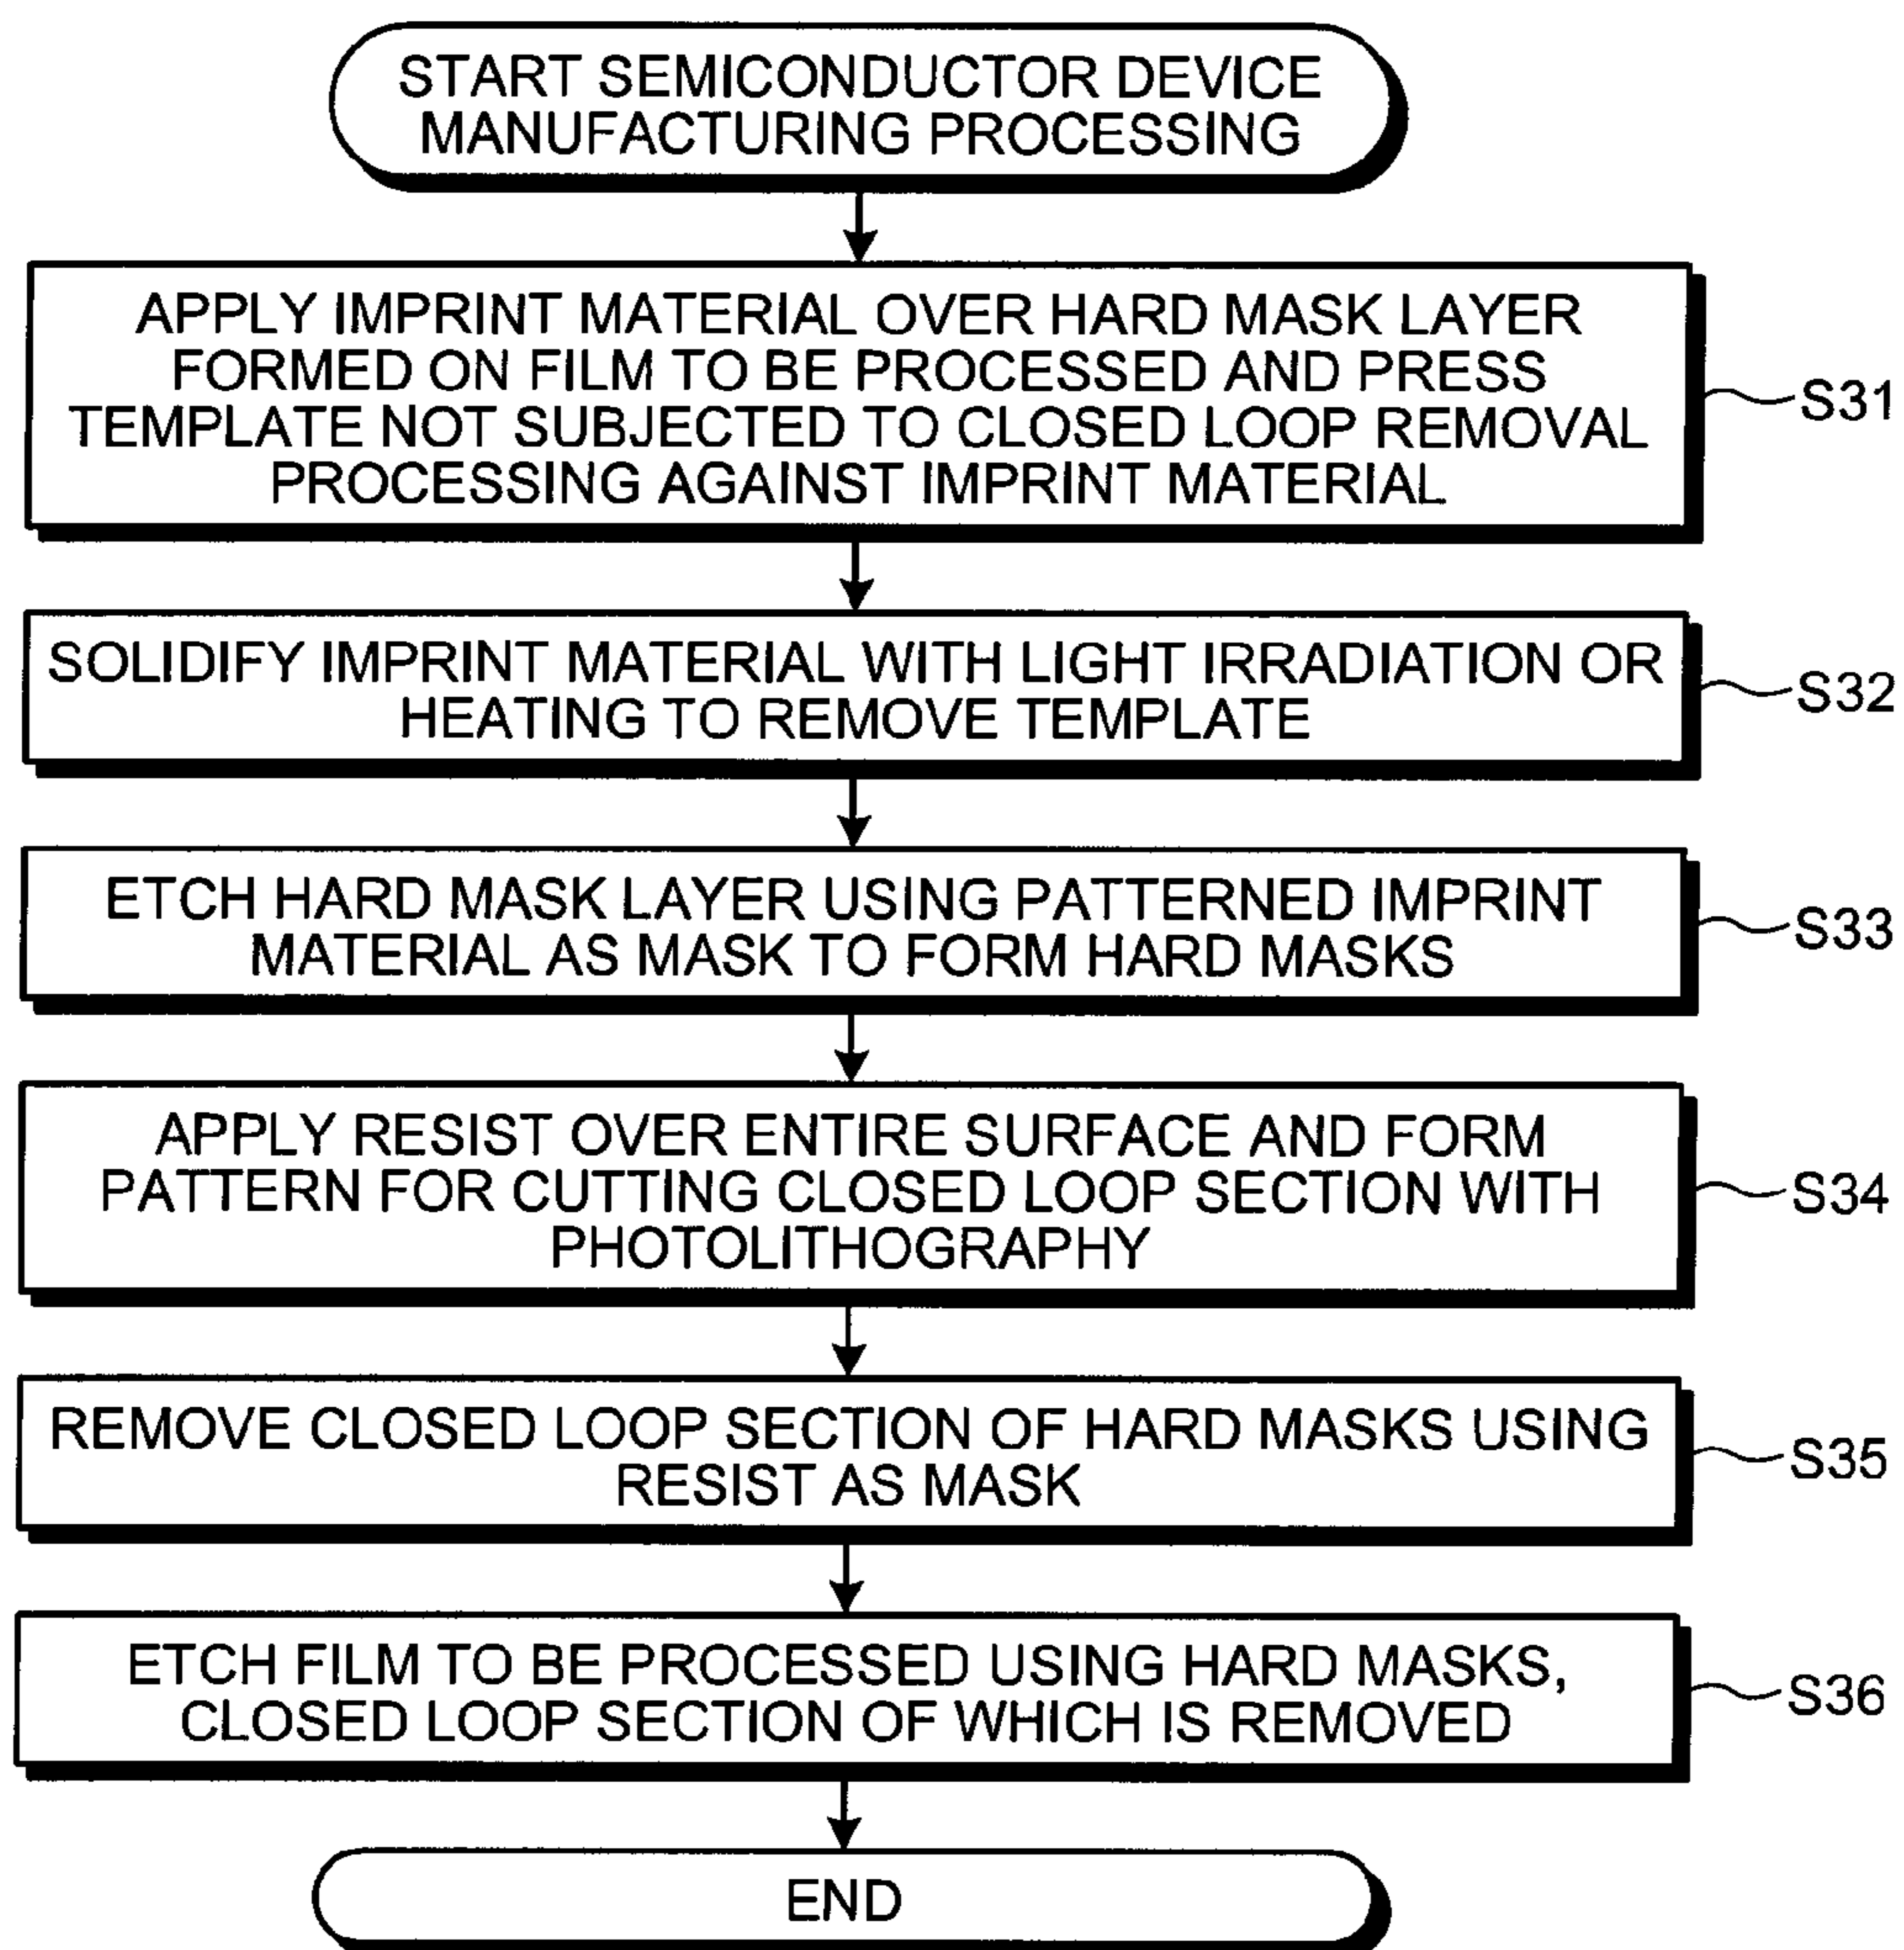 START SEMICONDUCTOR DEVICE
MANUFACTURING PROCESSING
APPLY IMPRINT MATERIAL OVER HARD MASK LAYER
FORMED ON FILM TO BE PROCESSED AND PRESS
TEMPLATE NOT SUBJECTED TO CLOSED LOOP REMOVAL
PROCESSING AGAINST IMPRINT MATERIAL
S31
SOLIDIFY IMPRINT MATERIAL WITH LIGHT IRRADIATION OR
HEATING TO REMOVE TEMPLATE
S32
ETCH HARD MASK LAYER USING PATTERNED IMPRINT
MATERIAL AS MASK TO FORM HARD MASKS
S33
APPLY RESIST OVER ENTIRE SURFACE AND FORM
PATTERN FOR CUTTING CLOSED LOOP SECTION WITH
PHOTOLITHOGRAPHY
S34
REMOVE CLOSED LOOP SECTION OF HARD MASKS USING
RESIST AS MASK
S35
ETCH FILM TO BE PROCESSED USING HARD MASKS,
CLOSED LOOP SECTION OF WHICH IS REMOVED
S36
END